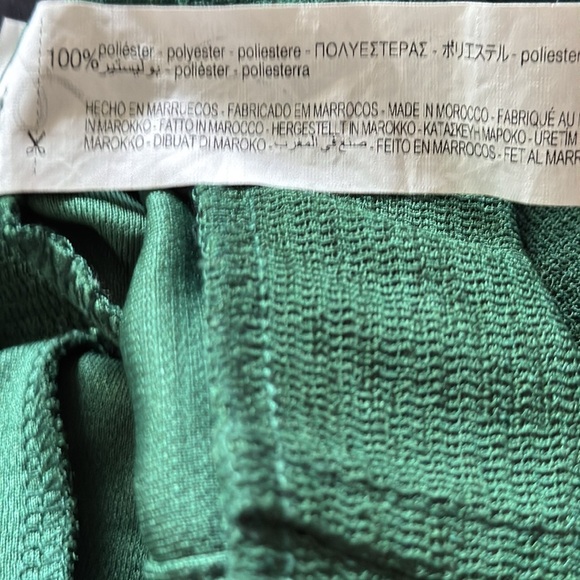 100% poliéster - polyester - poliestere - ΠΟΛΥΕΣΤΕΡΑΣ - ポリエステル - poliester
بوليستير - polièster - poliesterra
HECHO EN MARRUECOS - FABRICADO EM MARROCOS - MADE IN MOROCCO - FABRIQUÉ AU
IN MAROKKO - FATTO IN MAROCCO - HERGESTELLT IN MAROKKO - ΚΑΤΑΣΚΕΥΗ ΜΑΡΟΚΟ - ÜRETIM
MAROKKO - DIBUAT DI MAROKO - صنع في المغرب - FEITO EN MARROCOS - FET AL MARR